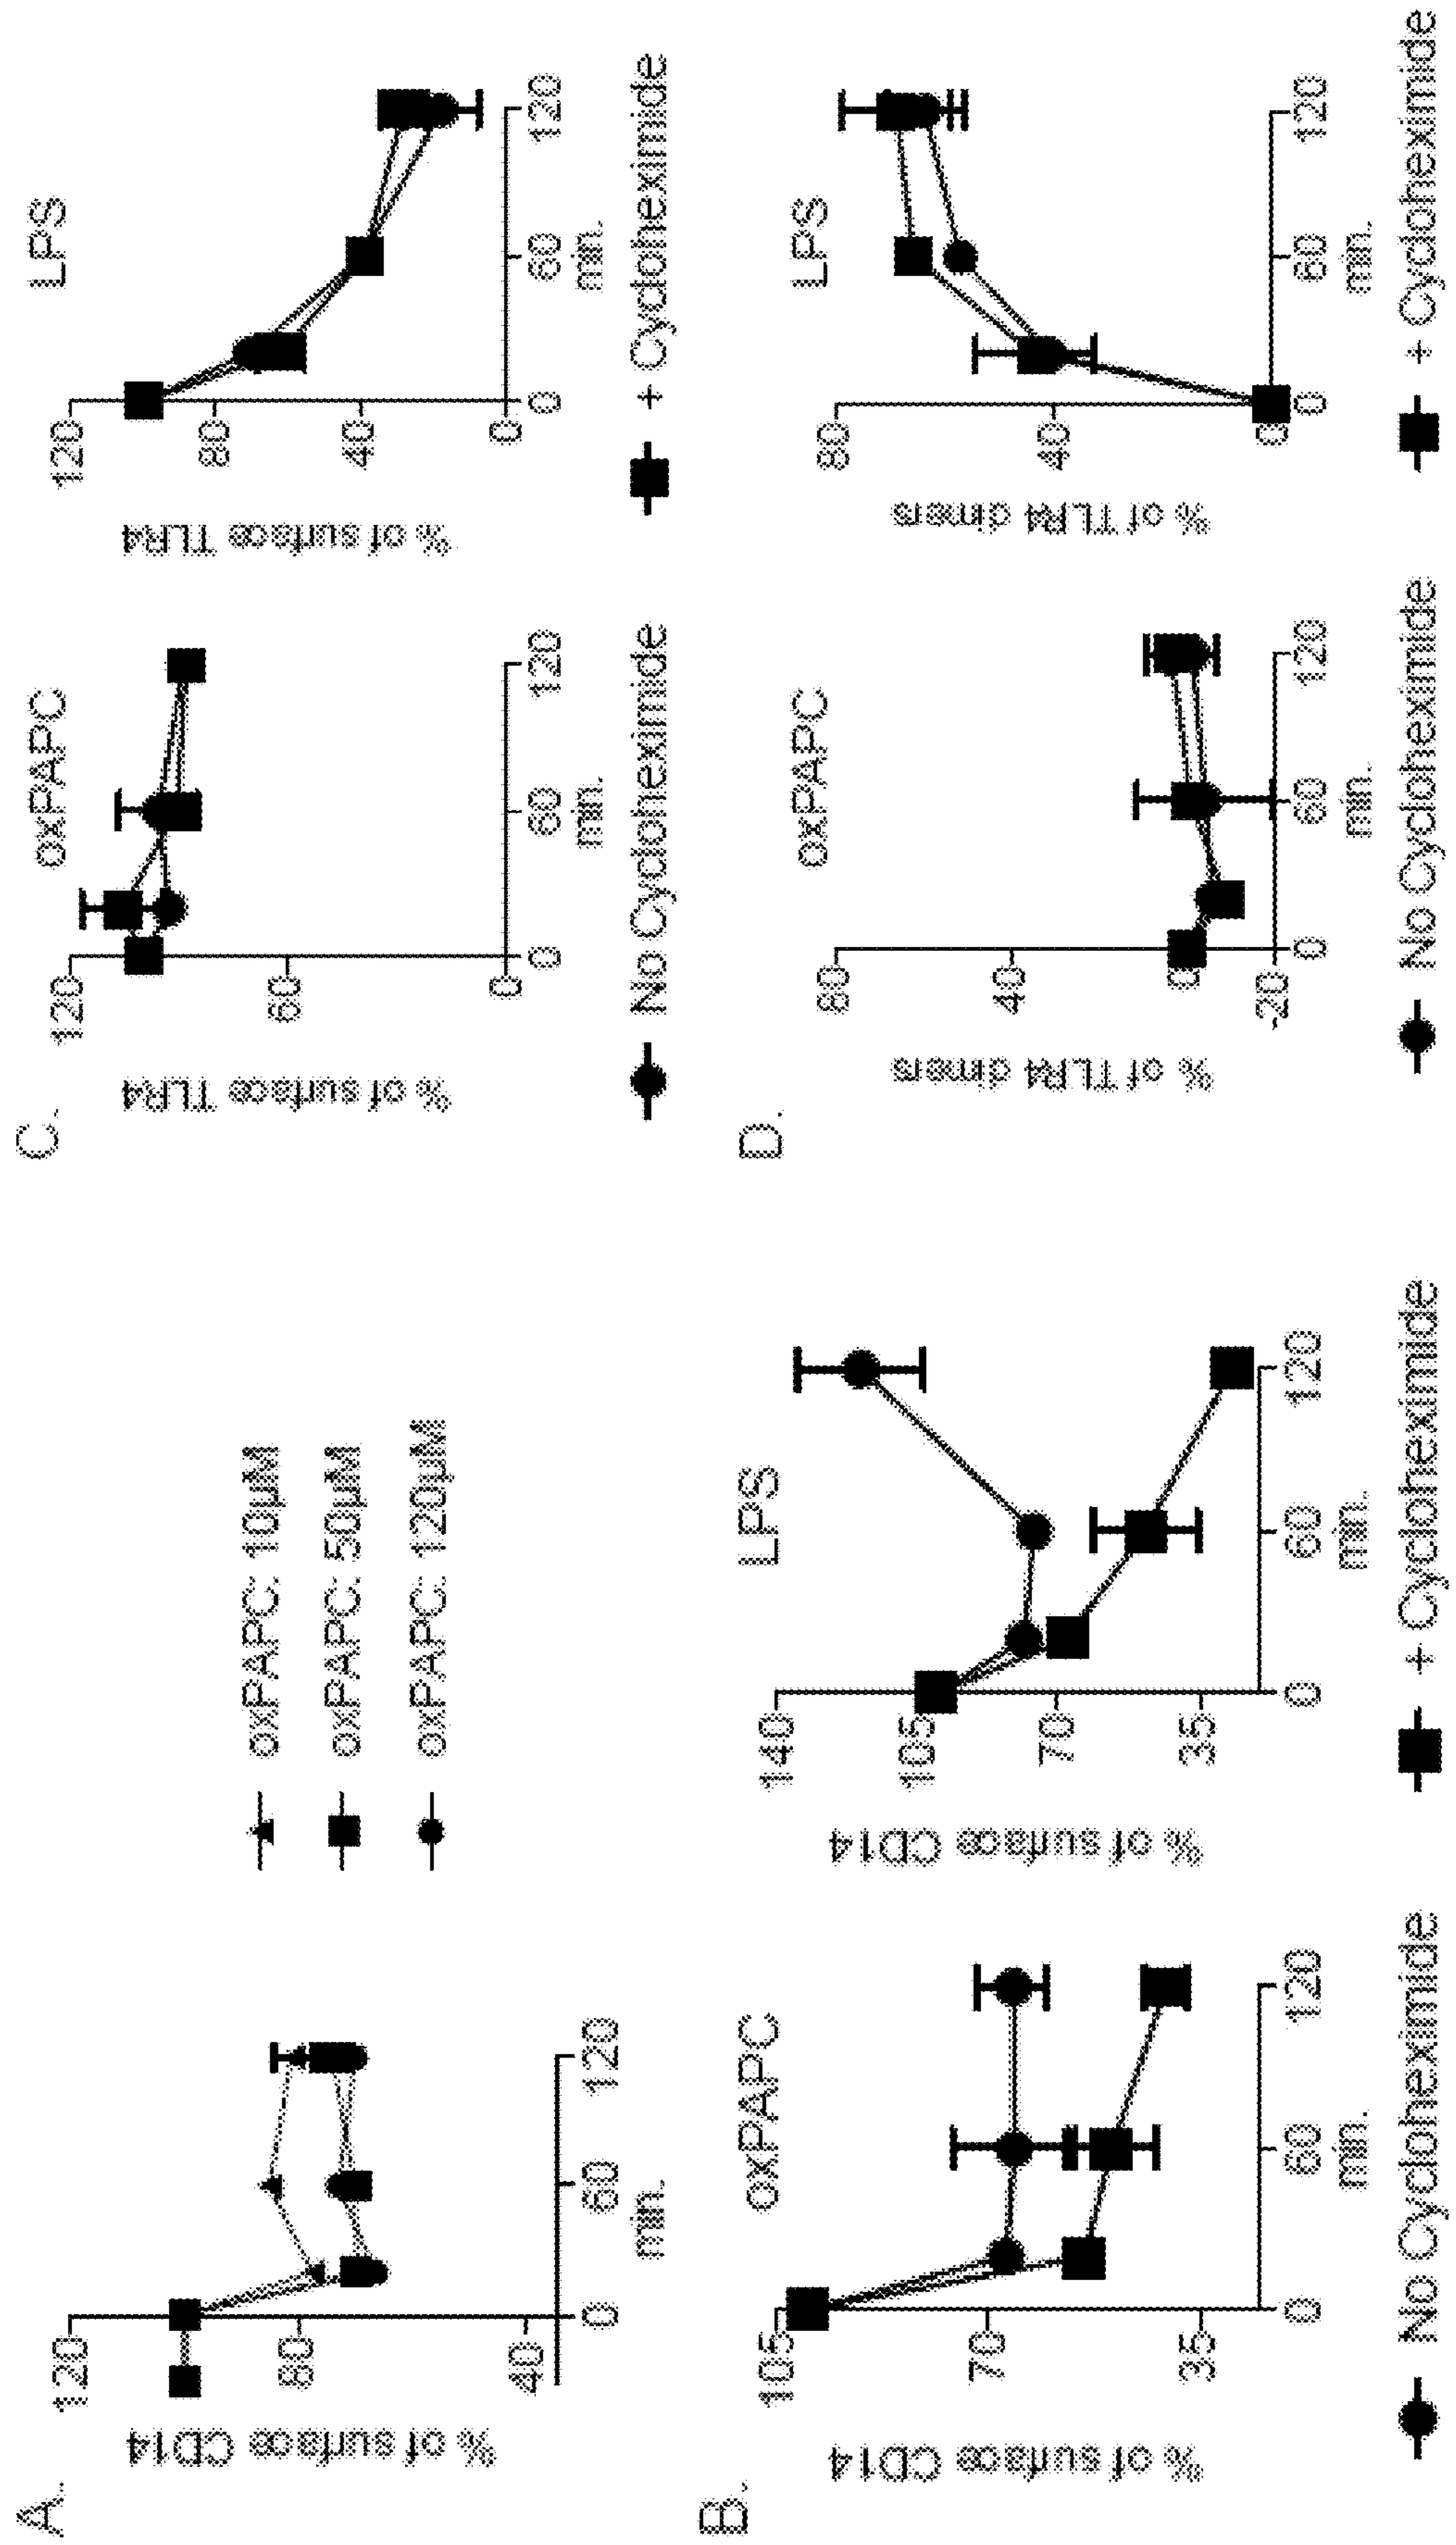 A.
% of surface CD14
120
80
40
0
60
120
min.
oxPAPC: 10µM
oxPAPC: 50µM
oxPAPC: 120µM
B.
oxPAPC
% of surface CD14
105
70
35
0
60
120
min.
LPS
% of surface CD14
140
105
70
35
0
60
120
min.
No Cycloheximide
+ Cycloheximide
C.
oxPAPC
% of surface TLR4
120
60
0
0
60
120
min.
LPS
% of surface TLR4
120
80
40
0
0
60
120
min.
No Cycloheximide
+ Cycloheximide
D.
oxPAPC
% of TLR4 dimers
80
40
0
-20
0
60
120
min.
LPS
% of TLR4 dimers
80
40
0
0
60
120
min.
No Cycloheximide
+ Cycloheximide